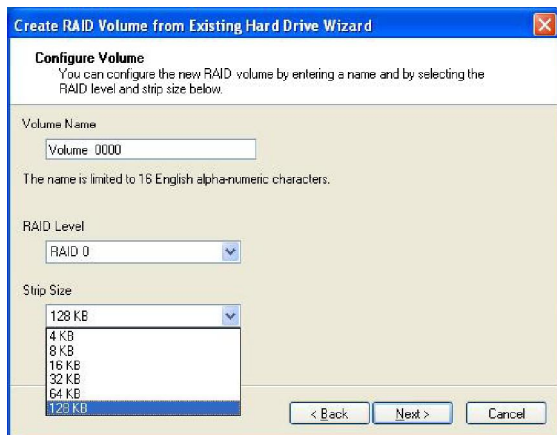 Create RAID Volume from Existing Hard Drive Wizard
Configure Volume
You can configure the new RAID volume by entering a name and by selecting the
RAID level and strip size below.
Volume Name
Volume 0000
The name is limited to 16 English alpha-numeric characters.
RAID Level
RAID 0
Strip Size
128 KB
4 KB
8 KB
16 KB
32 KB
64 KB
128 KB
< Back
Next >
Cancel